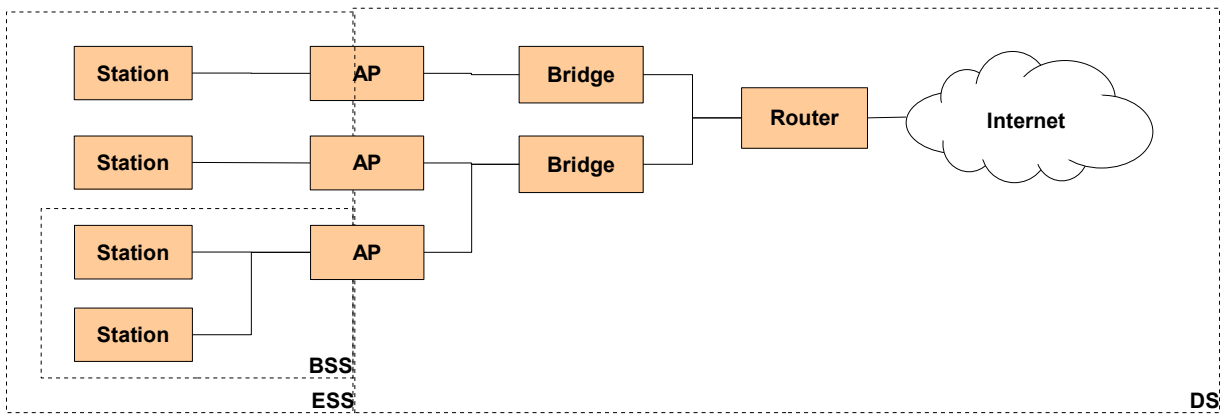 Station AP Bridge
Router Internet
Station AP Bridge
Station AP
Station
BSS
ESS DS